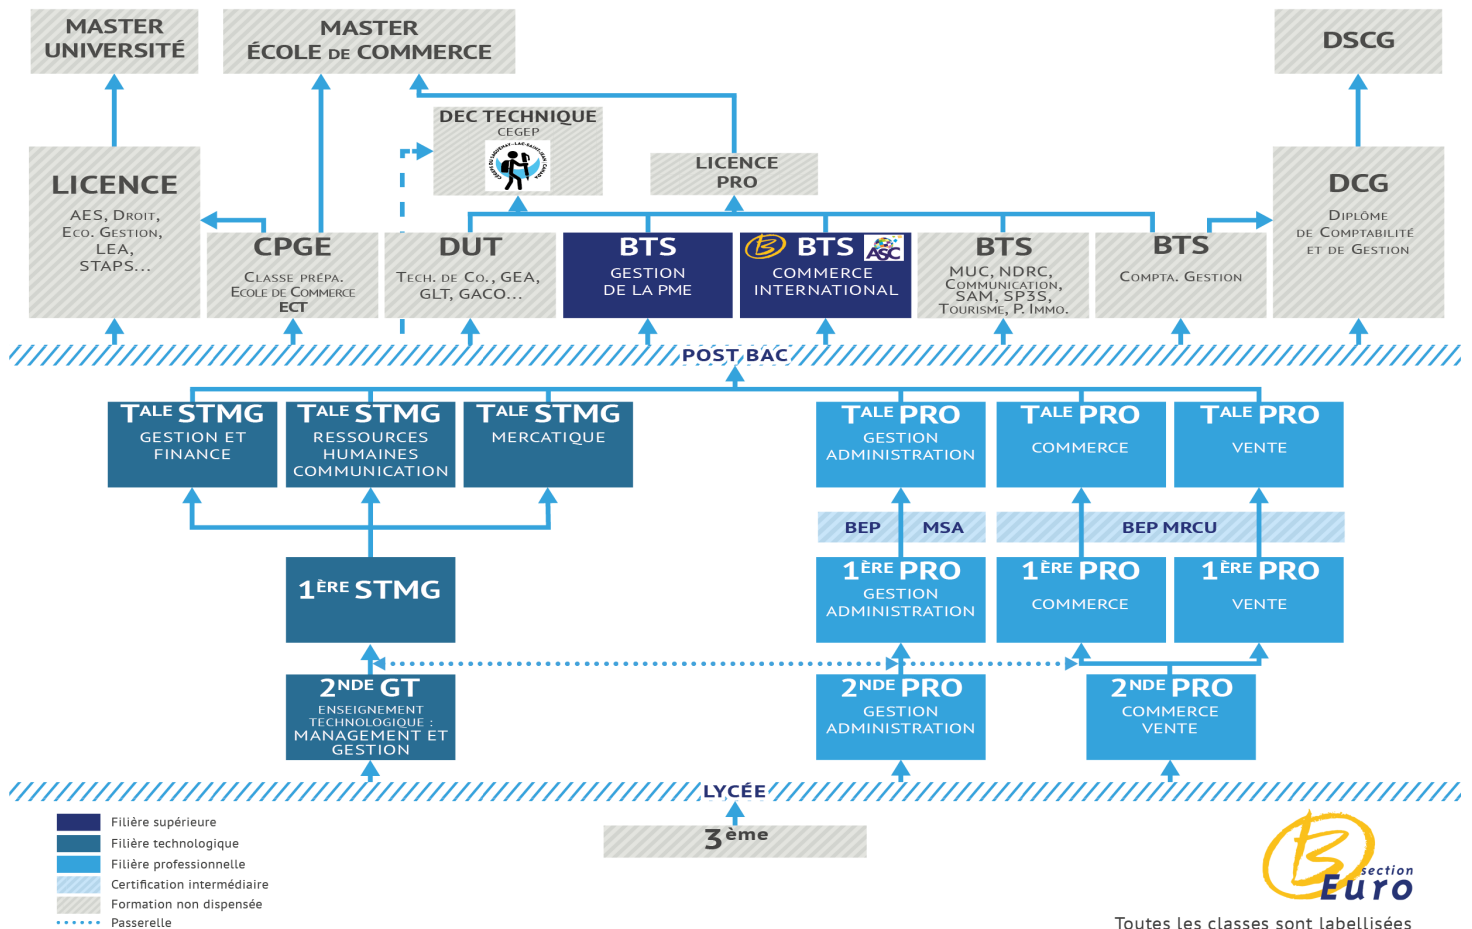 MASTER
UNIVERSITÉ
MASTER
ÉCOLE DE COMMERCE
DSCG
DEC TECHNIQUE
CEGEP
LICENCE
AES, DROIT,
ECO. GESTION,
LEA,
STAPS...
LICENCE
PRO
DCG
DIPLÔME
DE COMPTABILITÉ
ET DE GESTION
CPGE
CLASSE PRÉPA.
ECOLE DE COMMERCE
ECT
DUT
TECH. DE CO., GEA,
GLT, GACO...
BTS
GESTION
DE LA PME
B BTS ASC
COMMERCE
INTERNATIONAL
BTS
MUC, NDRC,
COMMUNICATION,
SAM, SP3S,
TOURISME, P. IMMO.
BTS
COMPTA. GESTION
POST BAC
TALE STMG
GESTION ET
FINANCE
TALE STMG
RESSOURCES
HUMAINES
COMMUNICATION
TALE STMG
MERCATIQUE
TALE PRO
GESTION
ADMINISTRATION
TALE PRO
COMMERCE
TALE PRO
VENTE
BEP MSA
BEP MRCU
1ÈRE STMG
1ÈRE PRO
GESTION
ADMINISTRATION
1ÈRE PRO
COMMERCE
1ÈRE PRO
VENTE
2NDE GT
ENSEIGNEMENT
TECHNOLOGIQUE :
MANAGEMENT ET
GESTION
2NDE PRO
GESTION
ADMINISTRATION
2NDE PRO
COMMERCE
VENTE
LYCÉE
3ème
Filière supérieure
Filière technologique
Filière professionnelle
Certification intermédiaire
Formation non dispensée
Passerelle
B
section
Euro
Toutes les classes sont labellisées